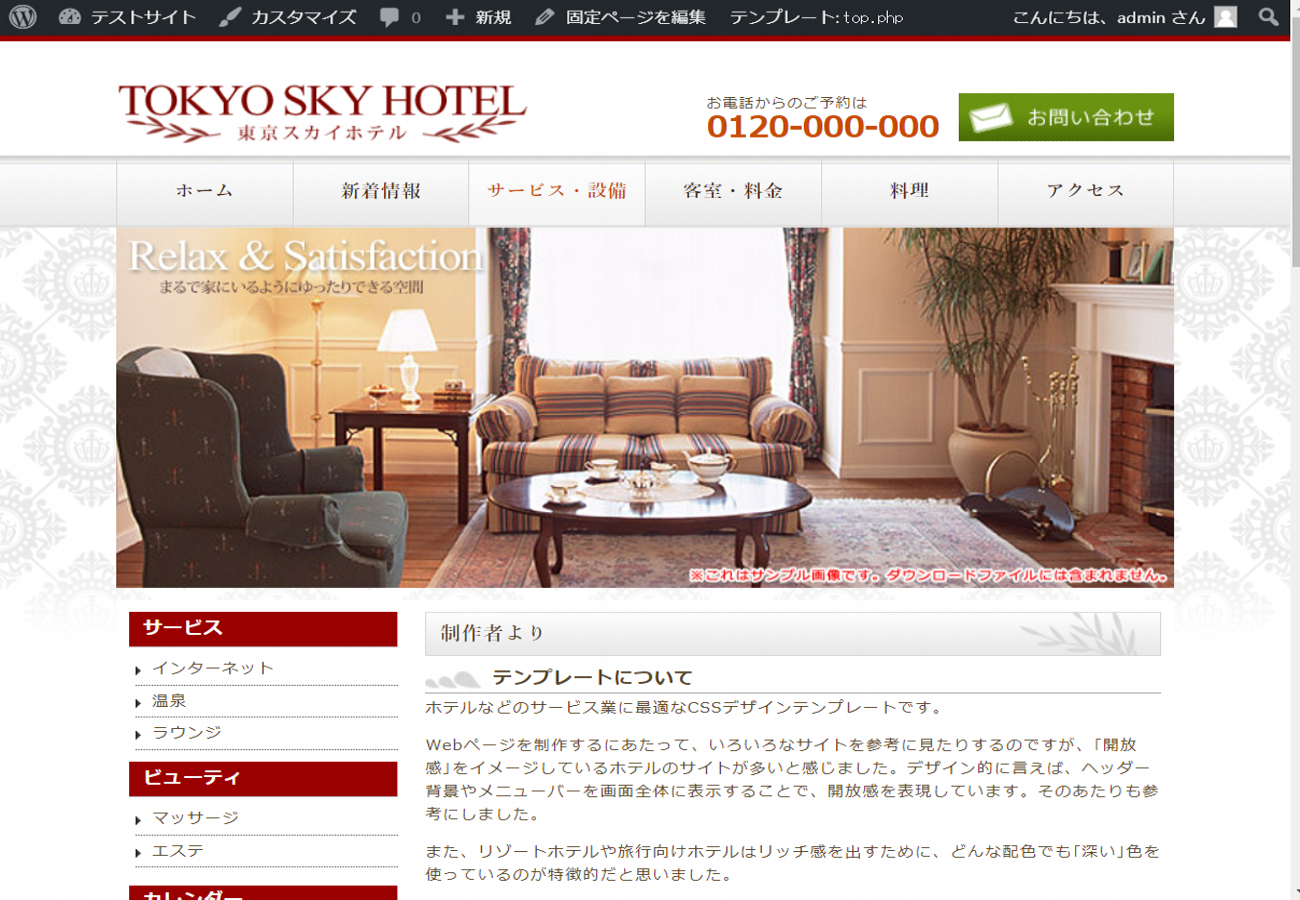 テストサイト カスタマイズ 0 新規 固定ページを編集 テンプレート:top.php こんにちは、admin さん
TOKYO SKY HOTEL
東京スカイホテル
お電話からのご予約は
0120-000-000
お問い合わせ
ホーム 新着情報 サービス・設備 客室・料金 料理 アクセス
Relax & Satisfaction
まるで家にいるようにゆったりできる空間
※これはサンプル画像です。ダウンロードファイルには含まれません。
サービス
インターネット
温泉
ラウンジ
ビューティ
マッサージ
エステ
カレンダー
制作者より
テンプレートについて
ホテルなどのサービス業に最適なCSSデザインテンプレートです。
Webページを制作するにあたって、いろいろなサイトを参考に見たりするのですが、「開放
感」をイメージしているホテルのサイトが多いと感じました。デザイン的に言えば、ヘッダー
背景やメニューバーを画面全体に表示することで、開放感を表現しています。そのあたりも参
考にしました。
また、リゾートホテルや旅行向けホテルはリッチ感を出すために、どんな配色でも「深い」色を
使っているのが特徴的だと思いました。